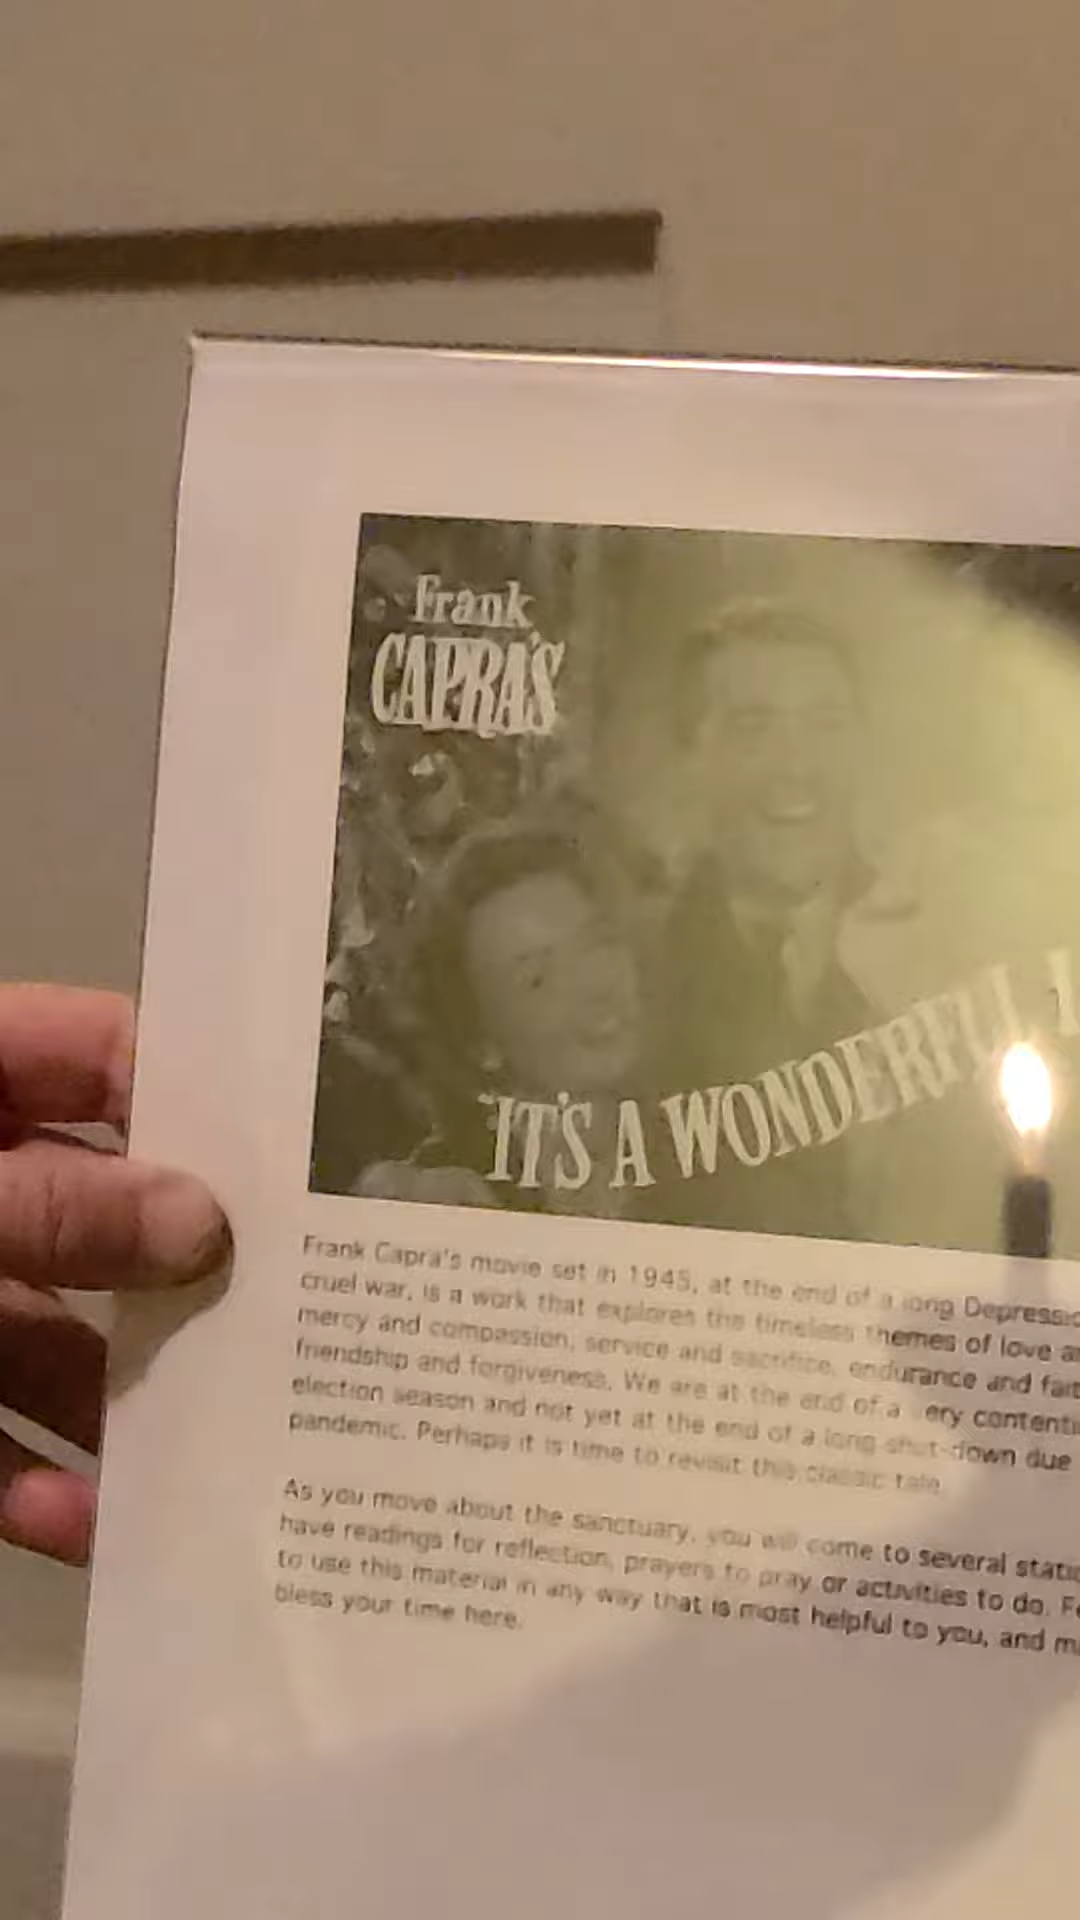 Frank
CAPRA'S
"IT'S A WONDERFUL
Frank Capra's movie set in 1945, at the end of a long Depressio
cruel war, is a work that explores the timeless themes of love a
mercy and compassion, service and sacrifice, endurance and fait
friendship and forgiveness. We are at the end of a very contenti
election season and not yet at the end of a long shut-down due
pandemic. Perhaps it is time to revisit this classic tale.
As you move about the sanctuary, you will come to several static
have readings for reflection, prayers to pray or activities to do. Fe
to use this material in any way that is most helpful to you, and m
bless your time here.